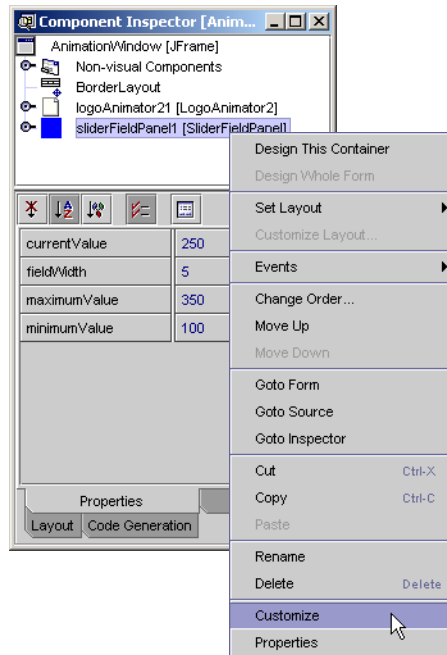 Component Inspector [Anim...
AnimationWindow [JFrame]
Non-visual Components
BorderLayout
logoAnimator21 [LogoAnimator2]
sliderFieldPanel1 [SliderFieldPanel]
currentValue 250
fieldWidth 5
maximumValue 350
minimumValue 100
Properties
Layout Code Generation
Design This Container
Design Whole Form
Set Layout
Customize Layout...
Events
Change Order...
Move Up
Move Down
Goto Form
Goto Source
Goto Inspector
Cut Ctrl-X
Copy Ctrl-C
Paste
Rename
Delete Delete
Customize
Properties